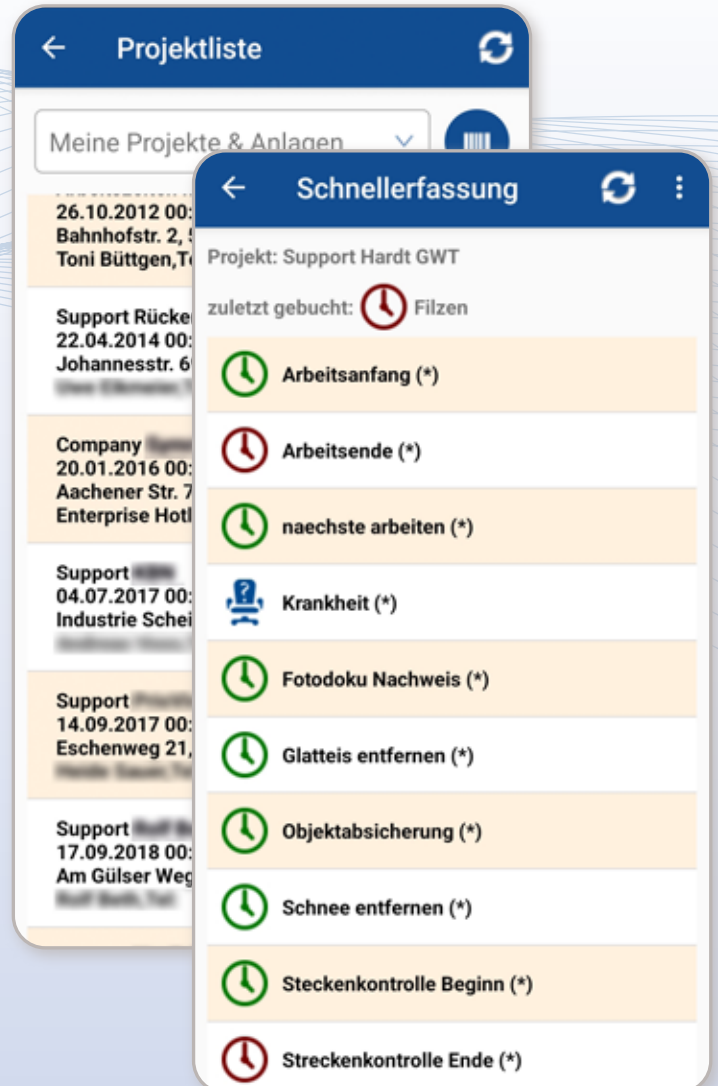 Projektliste
Meine Projekte & Anlagen
26.10.2012 00:
Bahnhofstr. 2,
Toni Büttgen,
Support
22.04.2014 00:
Johannesstr.
Company
20.01.2016 00:
Aachener Str. 7
Enterprise
Support
04.07.2017 00:
Industrie
Support
14.09.2017 00:
Eschenweg 21,
Support
17.09.2018 00:
Am Gülser Weg
Schnellerfassung
Projekt: Support Hardt GWT
zuletzt gebucht: Filzen
Arbeitsanfang (*)
Arbeitsende (*)
naechste arbeiten (*)
Krankheit (*)
Fotodoku Nachweis (*)
Glatteis entfernen (*)
Objektabsicherung (*)
Schnee entfernen (*)
Steckenkontrolle Beginn (*)
Streckenkontrolle Ende (*)